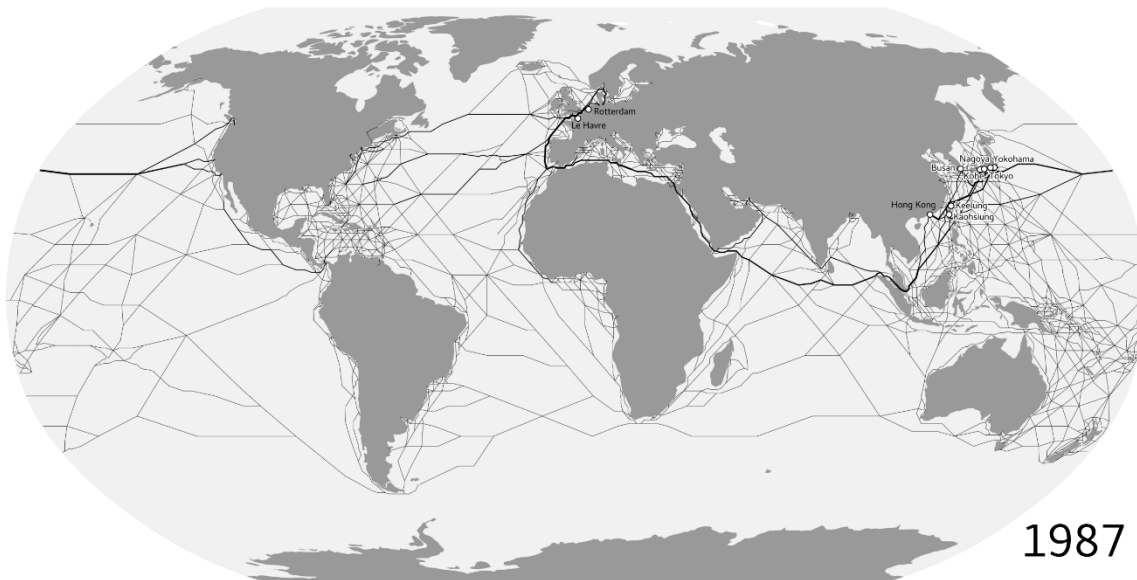 Rotterdam
Le Havre
Nagoya Yokohama
Busan
Kobe Tokyo
Hong Kong
Keelung
Kaohsiung
1987